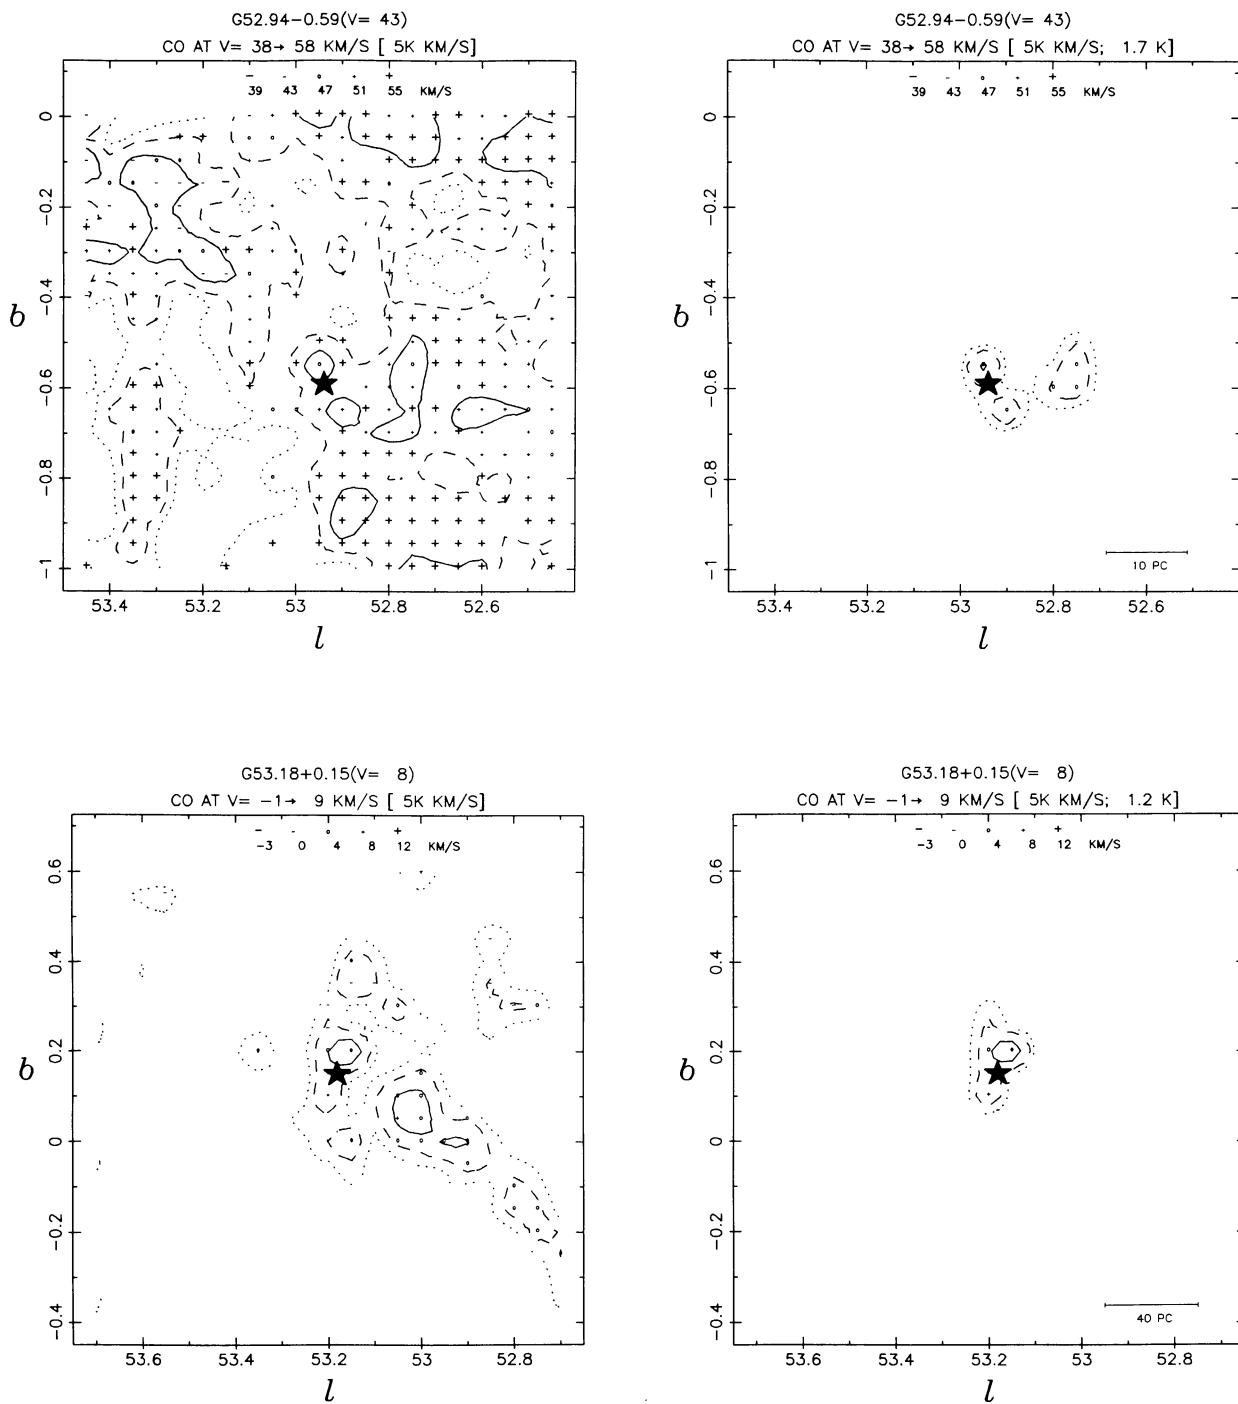 G52.94−0.59(V= 43)
CO AT V= 38→ 58 KM/S [ 5K KM/S]
39 43 47 51 55 KM/S
0
−0.2
−0.4
b
−0.6
−0.8
−1
53.4 53.2 53 52.8 52.6
l
G52.94−0.59(V= 43)
CO AT V= 38→ 58 KM/S [ 5K KM/S; 1.7 K]
39 43 47 51 55 KM/S
0
−0.2
−0.4
b
−0.6
−0.8
−1
10 PC
53.4 53.2 53 52.8 52.6
l
G53.18+0.15(V= 8)
CO AT V= −1→ 9 KM/S [ 5K KM/S]
−3 0 4 8 12 KM/S
0.6
0.4
0.2
b
0
−0.2
−0.4
53.6 53.4 53.2 53 52.8
l
G53.18+0.15(V= 8)
CO AT V= −1→ 9 KM/S [ 5K KM/S; 1.2 K]
−3 0 4 8 12 KM/S
0.6
0.4
0.2
b
0
−0.2
−0.4
40 PC
53.6 53.4 53.2 53 52.8
l